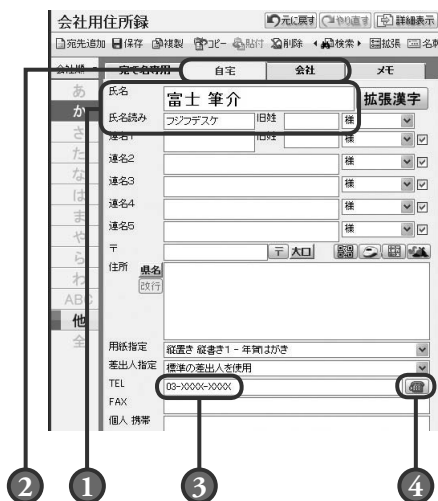 会社用住所録 元に戻す やり直す 詳細表示
宛先追加 保存 複製 コピー 貼付 削除 検索 拡張 名刺
宛て名専用 自宅 会社 メモ
あ
か
さ
た
な
は
ま
や
ら
わ
ABC
他
全
氏名 富士 筆介 拡張漢字
氏名読み フジフデスケ 旧姓 様
連名1 旧姓 様
連名2 様
連名3 様
連名4 様
連名5 様
〒 〒 大口
住所 県名
改行
用紙指定 縦置き 縦書き1 - 年賀はがき
差出人指定 標準の差出人を使用
TEL 03-XXXX-XXXX
FAX
個人 携帯
2 1 3 4